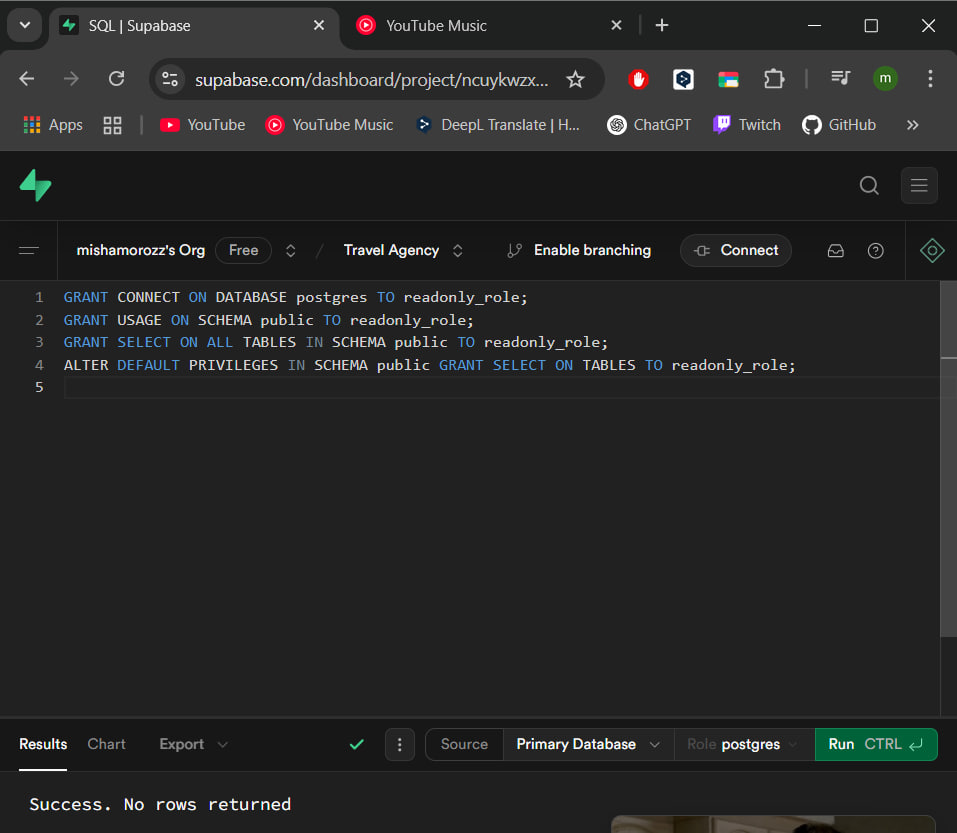 SQL | Supabase
YouTube Music
supabase.com/dashboard/project/ncuykwzx...
m
Apps
YouTube
YouTube Music
DeepL Translate | H...
ChatGPT
Twitch
GitHub
mishamorozz's Org Free / Travel Agency Enable branching Connect
1 GRANT CONNECT ON DATABASE postgres TO readonly_role;
2 GRANT USAGE ON SCHEMA public TO readonly_role;
3 GRANT SELECT ON ALL TABLES IN SCHEMA public TO readonly_role;
4 ALTER DEFAULT PRIVILEGES IN SCHEMA public GRANT SELECT ON TABLES TO readonly_role;
5
Results Chart Export Source Primary Database Role postgres Run CTRL
Success. No rows returned